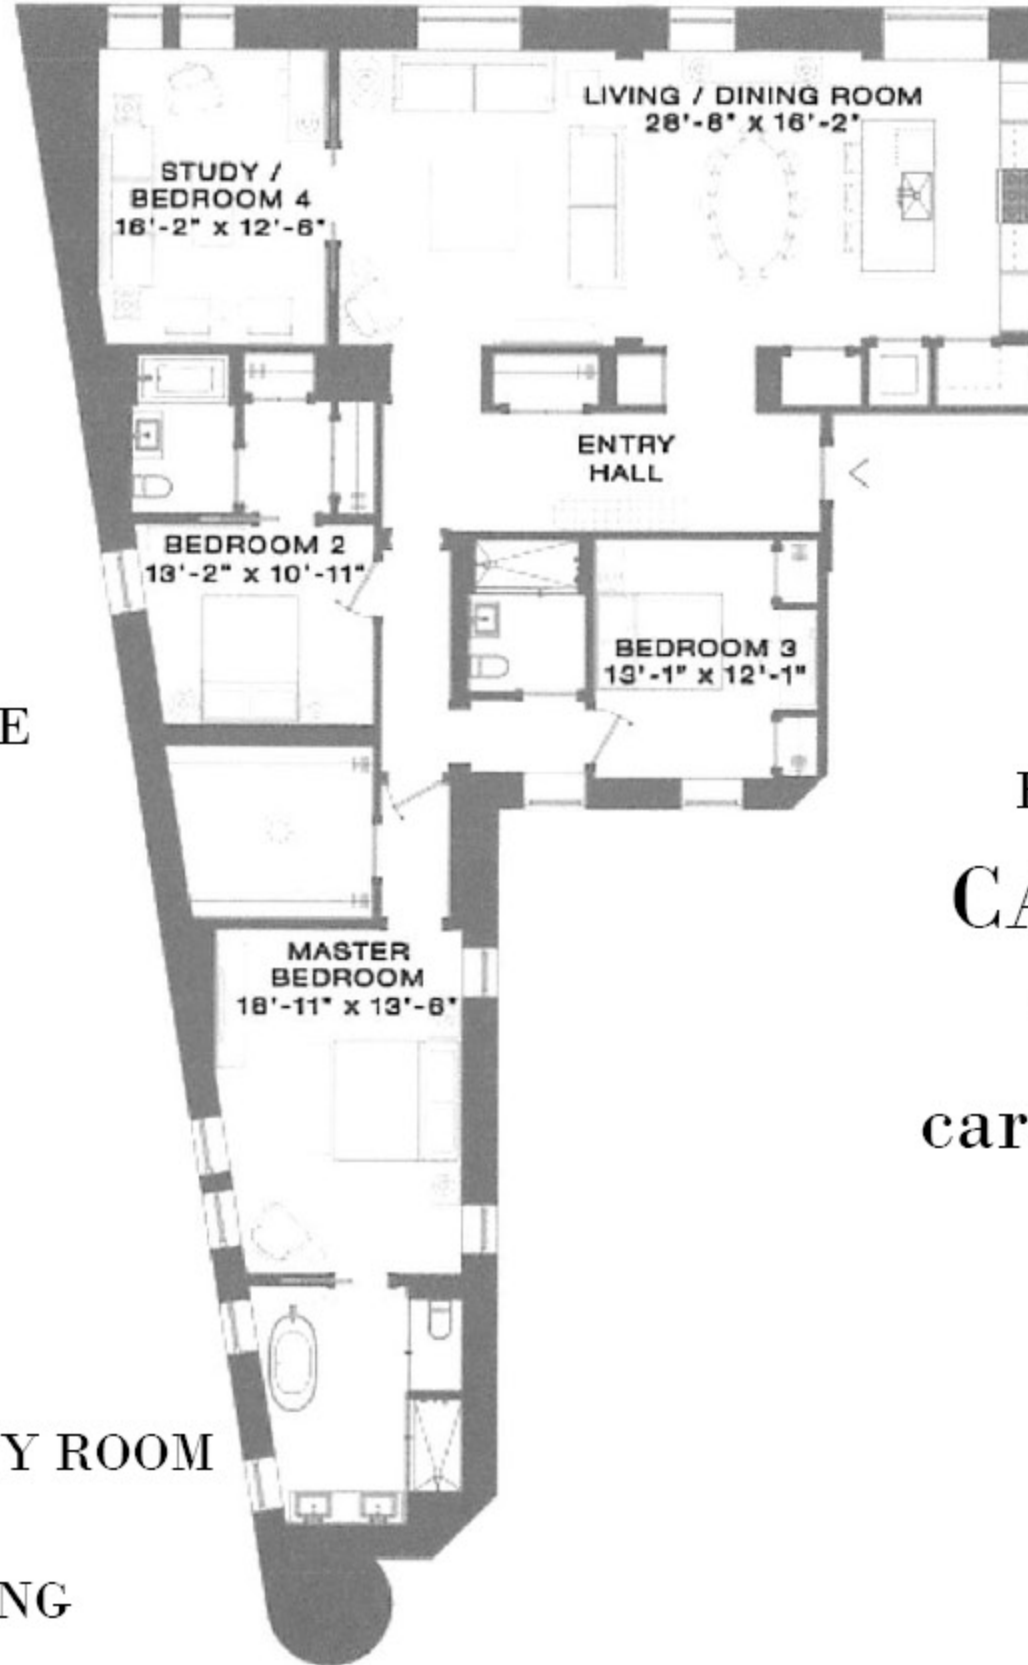 LIVING / DINING ROOM
28'-8" X 16'-2"
STUDY /
BEDROOM 4
16'-2" X 12'-6"
ENTRY
HALL
BEDROOM 2
13'-2" X 10'-11"
BEDROOM 3
13'-1" X 12'-1"
E
CA
MASTER
BEDROOM
18'-11" X 13'-6"
car
Y ROOM
NG